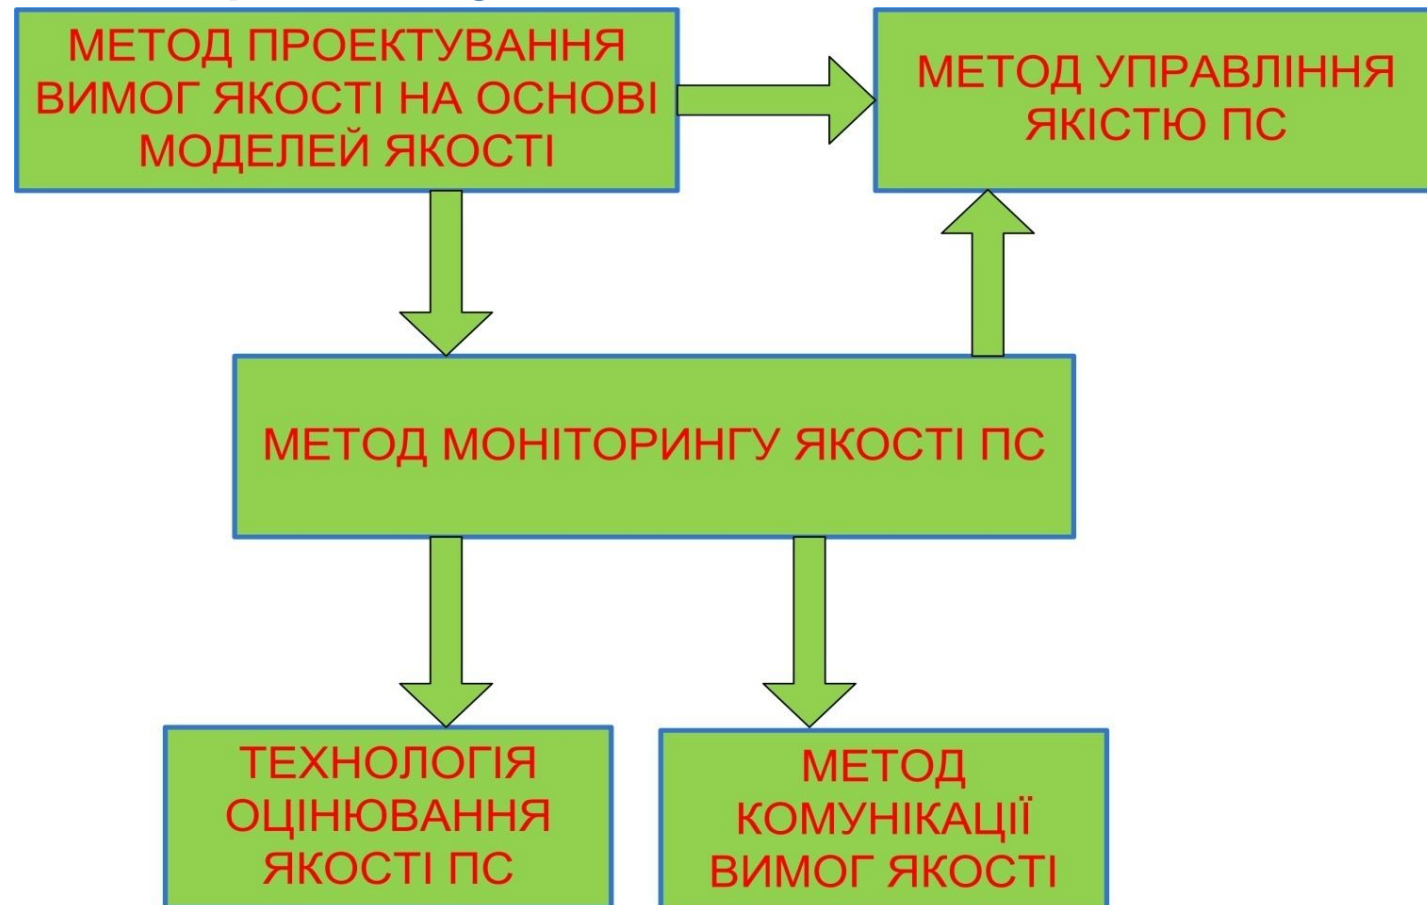 МЕТОД ПРОЕКТУВАННЯ
ВИМОГ ЯКОСТІ НА ОСНОВІ
МОДЕЛЕЙ ЯКОСТІ
МЕТОД УПРАВЛІННЯ
ЯКІСТЮ ПС
МЕТОД МОНІТОРИНГУ ЯКОСТІ ПС
ТЕХНОЛОГІЯ
ОЦІНЮВАННЯ
ЯКОСТІ ПС
МЕТОД
КОМУНІКАЦІЇ
ВИМОГ ЯКОСТІ